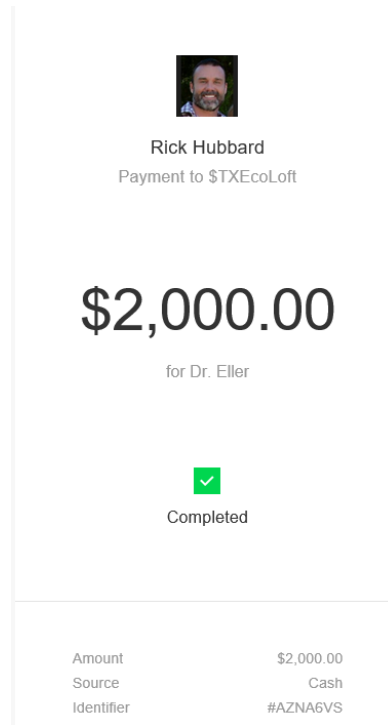 Rick Hubbard
Payment to $TXEcoLoft
$2,000.00
for Dr. Eller
Completed
Amount $2,000.00
Source Cash
Identifier #AZNA6VS